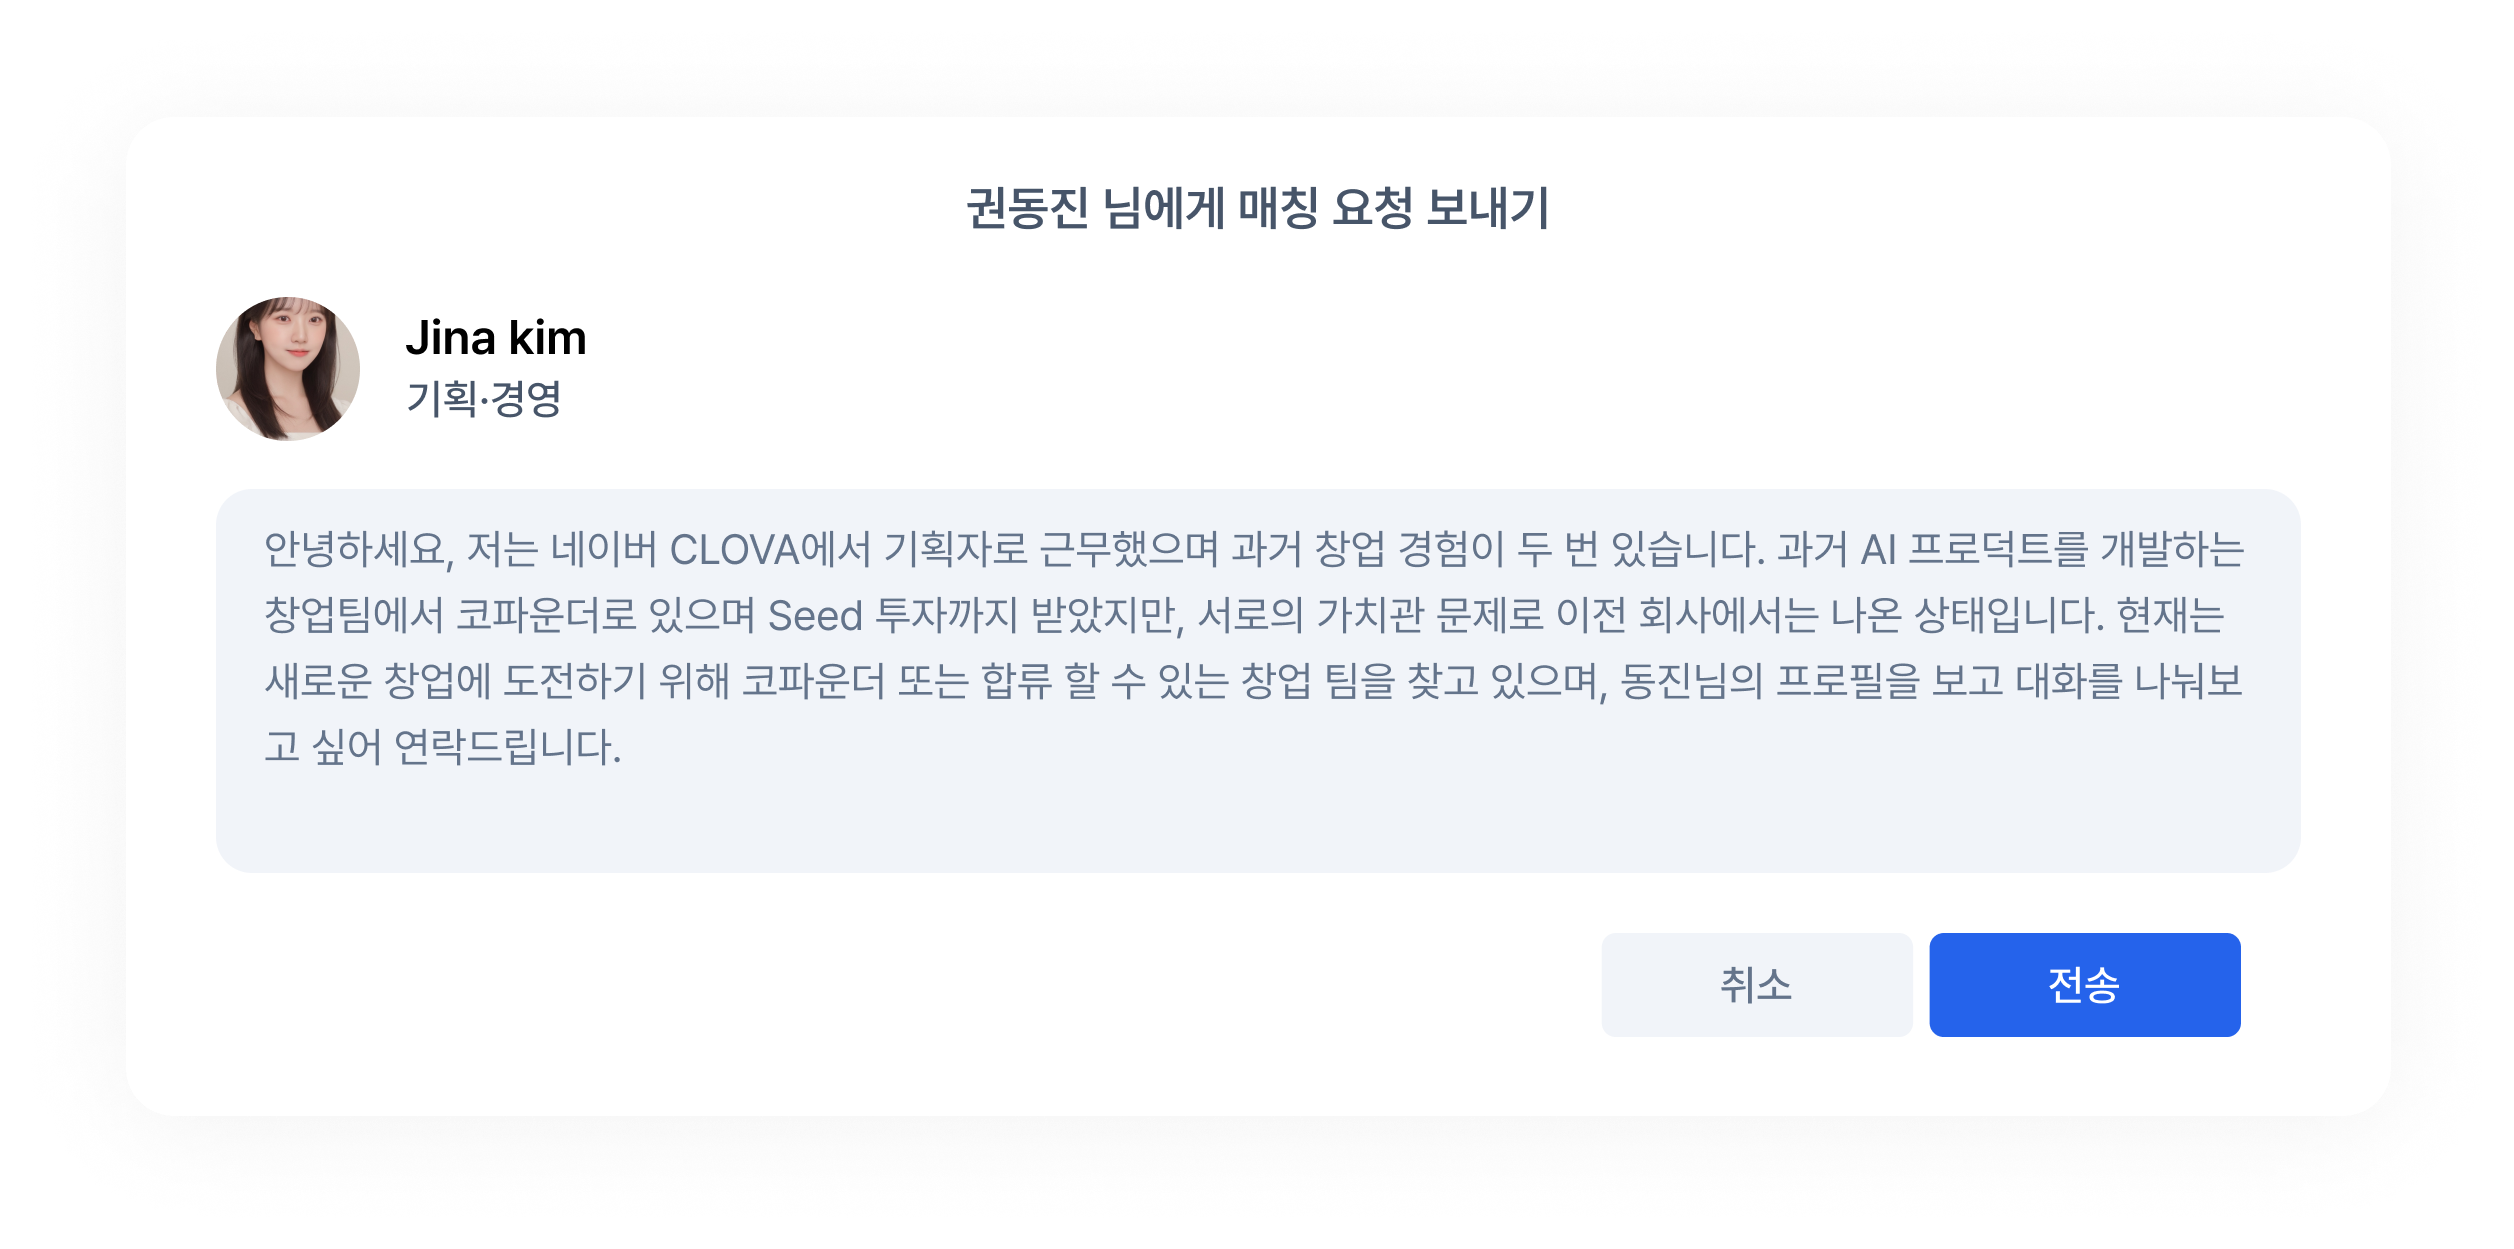 권동진 님에게 매칭 요청 보내기
Jina kim
기획·경영
안녕하세요, 저는 네이버 CLOVA에서 기획자로 근무했으며 과거 창업 경험이 두 번 있습니다. 과거 AI 프로덕트를 개발하는
창업팀에서 코파운더로 있으며 Seed 투자까지 받았지만, 서로의 가치관 문제로 이전 회사에서는 나온 상태입니다. 현재는
새로운 창업에 도전하기 위해 코파운더 또는 합류 할 수 있는 창업 팀을 찾고 있으며, 동진님의 프로필을 보고 대화를 나눠보
고 싶어 연락드립니다.
취소
전송